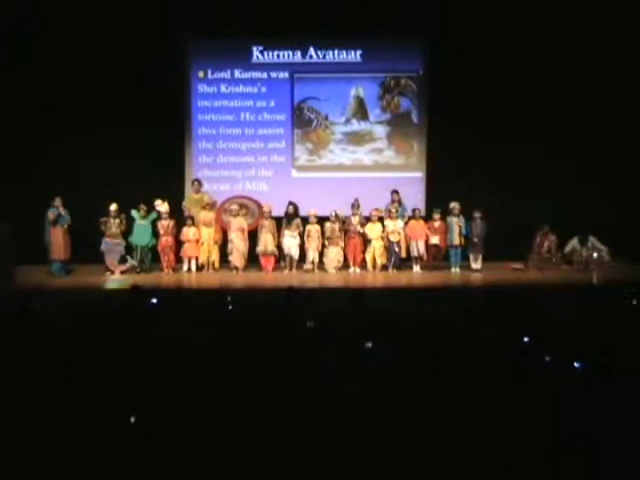 Kurma Avataar
Lord Kurma was
Shri Krishna's
incarnation as a
tortoise. He chose
this form to assist
the demigods and
the demons in the
churning of the
Ocean of Milk